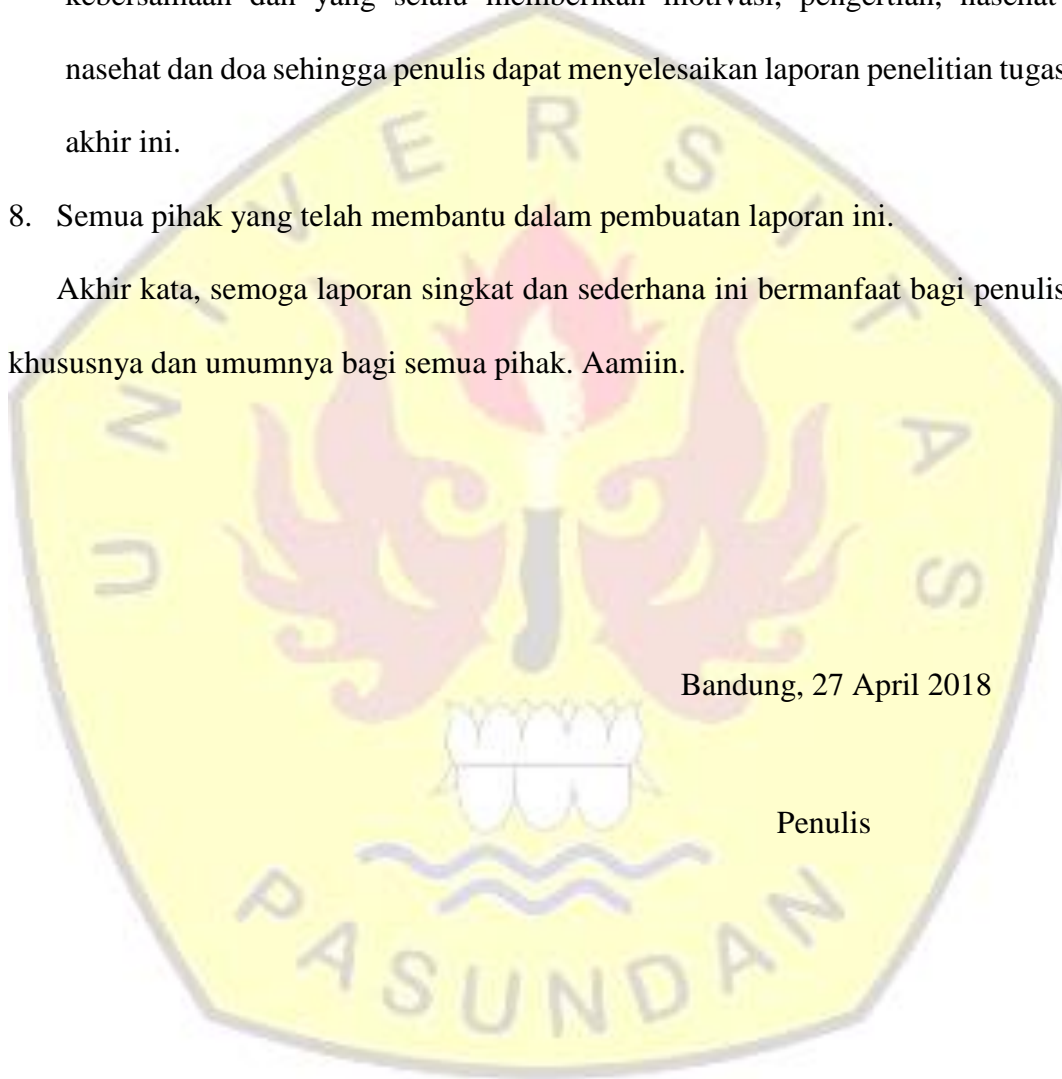 kebersamaan dan yang selalu memberikan motivasi, pengertian, nasehat
nasehat dan doa sehingga penulis dapat menyelesaikan laporan penelitian tugas
akhir ini.
8. Semua pihak yang telah membantu dalam pembuatan laporan ini.
Akhir kata, semoga laporan singkat dan sederhana ini bermanfaat bagi penulis
khususnya dan umumnya bagi semua pihak. Aamiin.
Bandung, 27 April 2018
Penulis
UNIVERSITAS
PASUNDAN